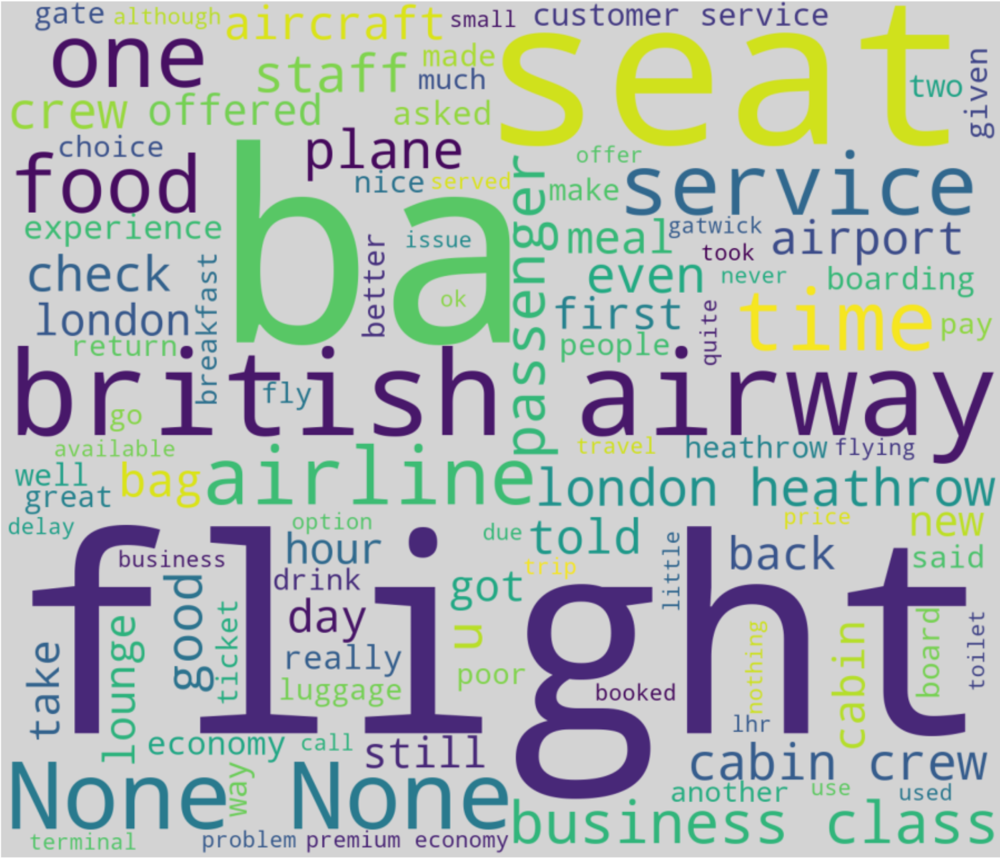 gate
although
aircraft
small
customer service
one
staff
made
much
seat
two
given
crew
offered
asked
choice
plane
food
nice
served
ba
offer
make
service
passenger
experience
issue
better
meal
gatwick
airport
took
check
breakfast
ok
even
never
boarding
london
first
quite
time
pay
return
people
british airway
fly
go
available
travel
heathrow
flying
well
bag
airline
london heathrow
great
delay
option
due
told
price
new
flight
business
hour
little
back
said
good
drink
got
trip
lounge
ticket
day
u
nothing
cabin
board
toilet
take
really
poor
luggage
booked
lhr
economy
call
still
cabin crew
None None
way
another
use
used
business class
terminal
problem
premium economy